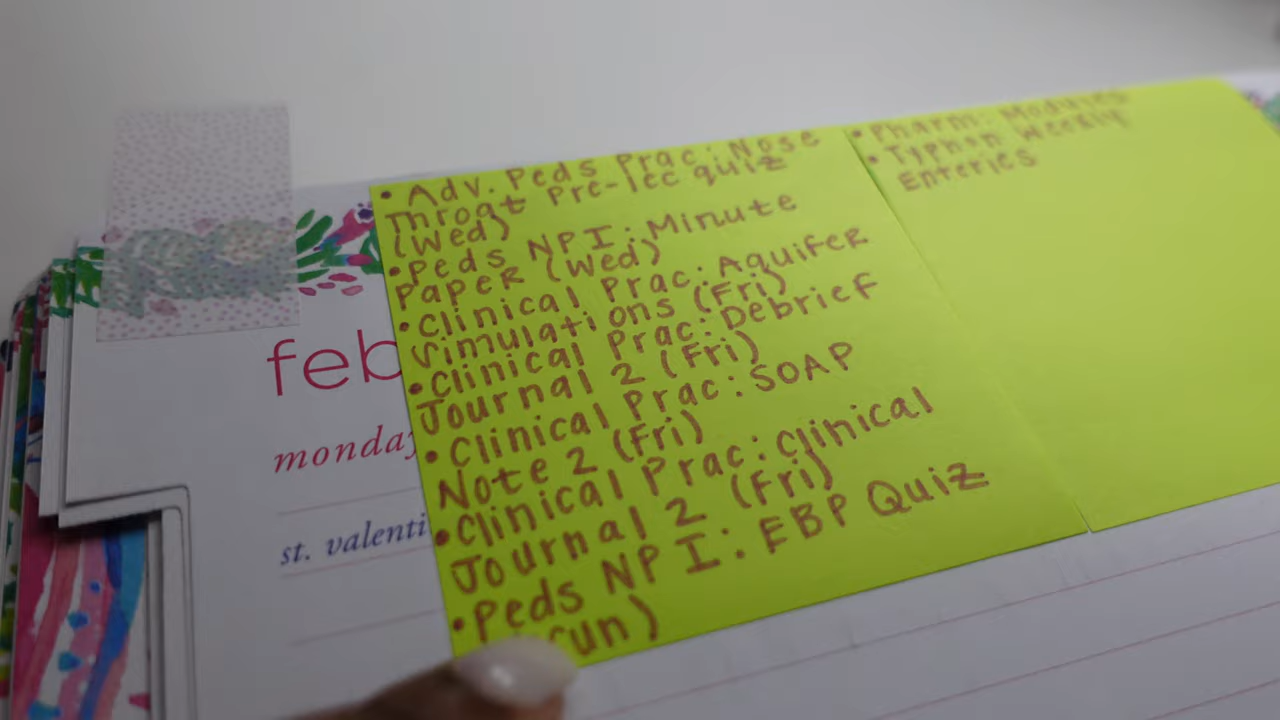 • Adv. Peds Prac: Nose
Throat Pre-lec quiz
(Wed)
• Peds NPI: Minute
Paper (Wed)
• Clinical Prac: Aquifer
Simulations (Fri)
• Clinical Prac: Debrief
Journal 2 (Fri)
• Clinical Prac: SOAP
Note 2 (Fri)
• Clinical Prac: Clinical
Journal 2 (Fri)
• Peds NPI: EBP Quiz
• Pharm: Modules
• Typhon Weekly
Enteries
feb
monday
st. valenti